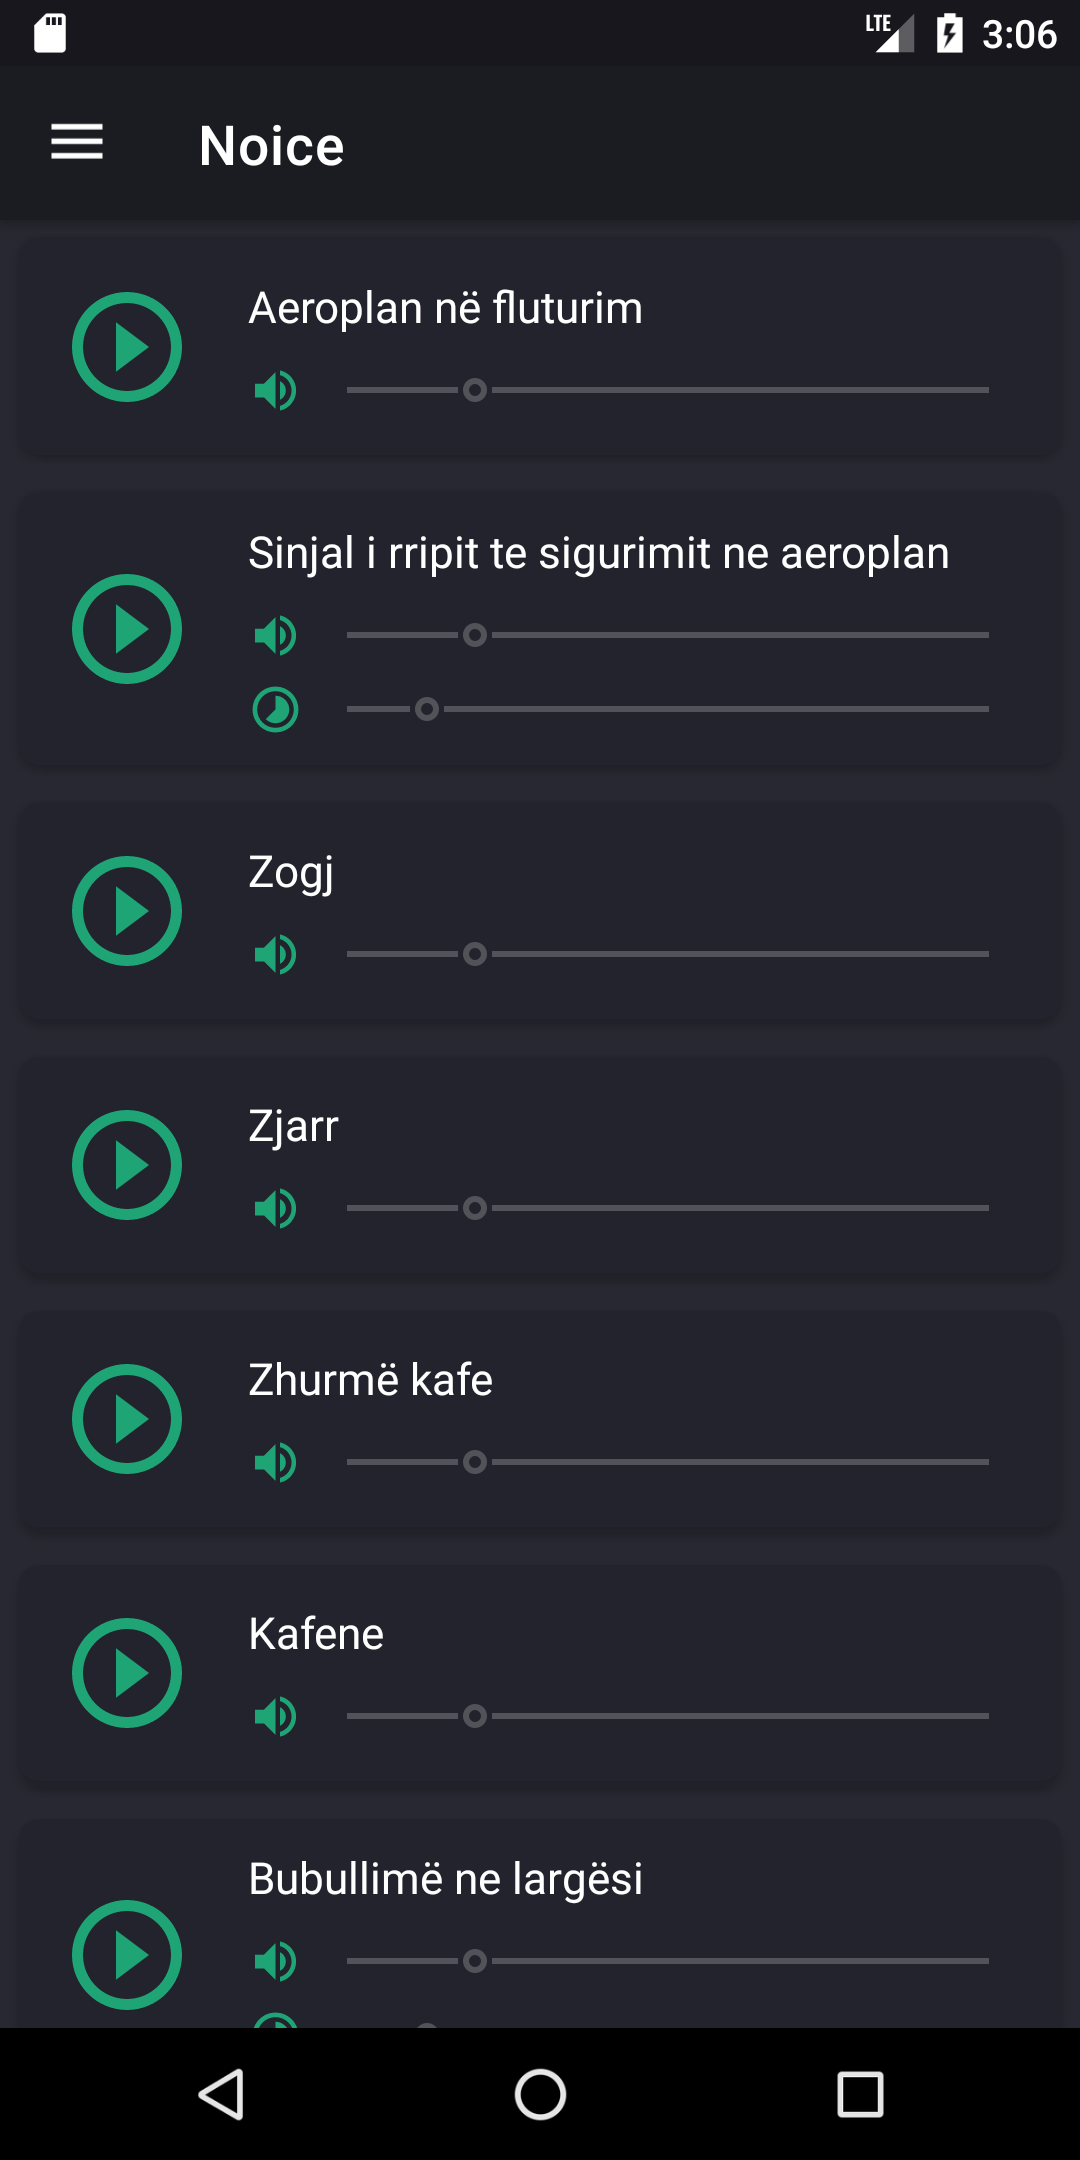 LTE 3:06
Noice
Aeroplan në fluturim
Sinjal i rripit te sigurimit ne aeroplan
Zogj
Zjarr
Zhurmë kafe
Kafene
Bubullimë ne largësi